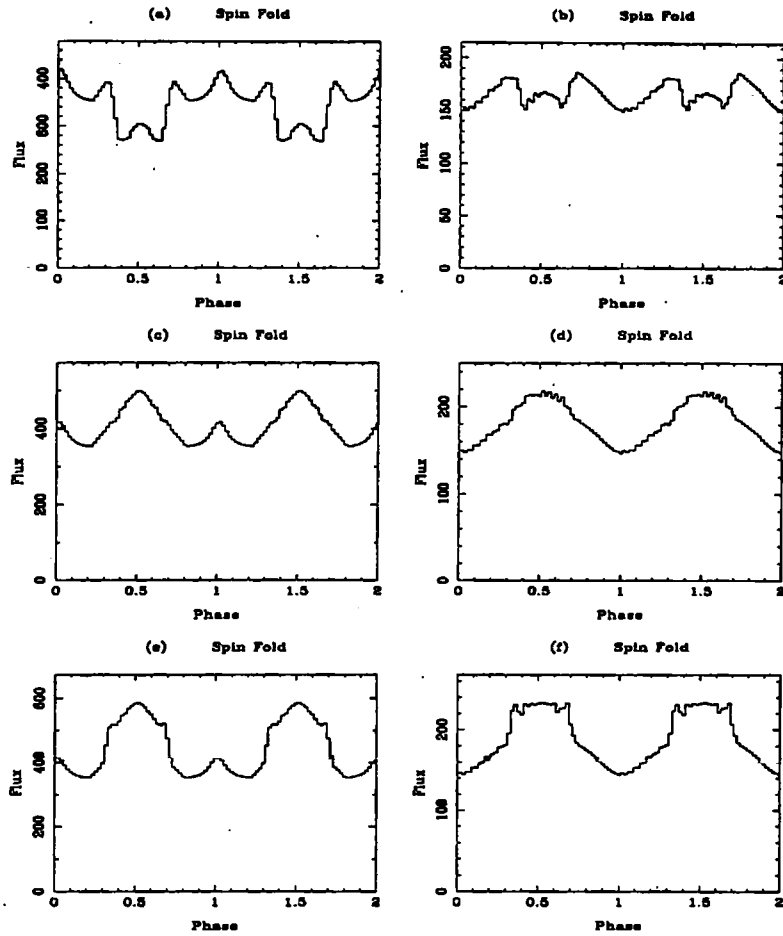 (a) Spin Fold
Flux
400
300
200
100
0
0 0.5 1 1.5 2
Phase
(b) Spin Fold
Flux
200
150
100
50
0
0 0.5 1 1.5 2
Phase
(c) Spin Fold
Flux
400
200
0
0 0.5 1 1.5 2
Phase
(d) Spin Fold
Flux
200
100
0
0 0.5 1 1.5 2
Phase
(e) Spin Fold
Flux
600
400
200
0
0 0.5 1 1.5 2
Phase
(f) Spin Fold
Flux
200
100
0
0 0.5 1 1.5 2
Phase